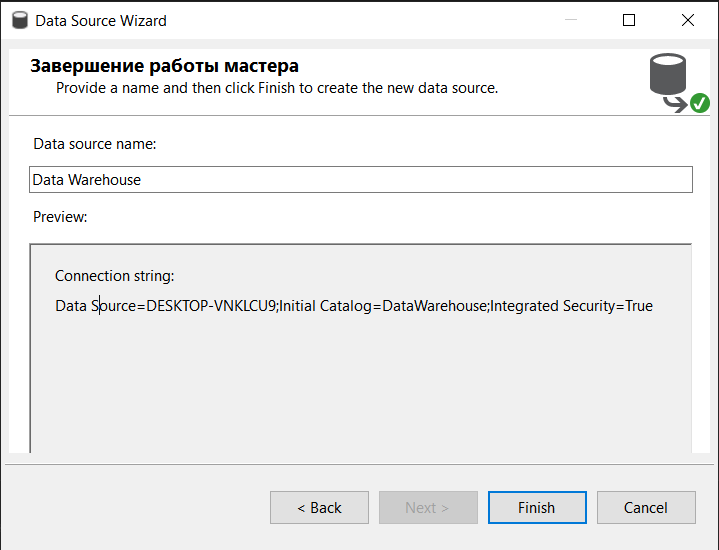 Data Source Wizard
Завершение работы мастера
Provide a name and then click Finish to create the new data source.
Data source name:
Data Warehouse
Preview:
Connection string:
Data Source=DESKTOP-VNKLCU9;Initial Catalog=DataWarehouse;Integrated Security=True
< Back
Next >
Finish
Cancel